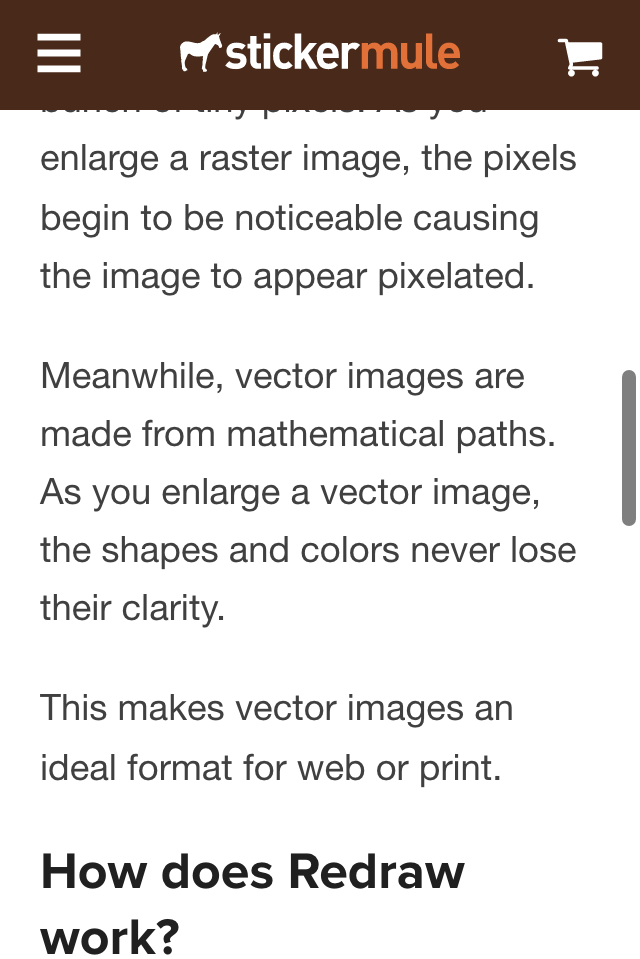 stickermule
enlarge a raster image, the pixels
begin to be noticeable causing
the image to appear pixelated.
Meanwhile, vector images are
made from mathematical paths.
As you enlarge a vector image,
the shapes and colors never lose
their clarity.
This makes vector images an
ideal format for web or print.
How does Redraw
work?